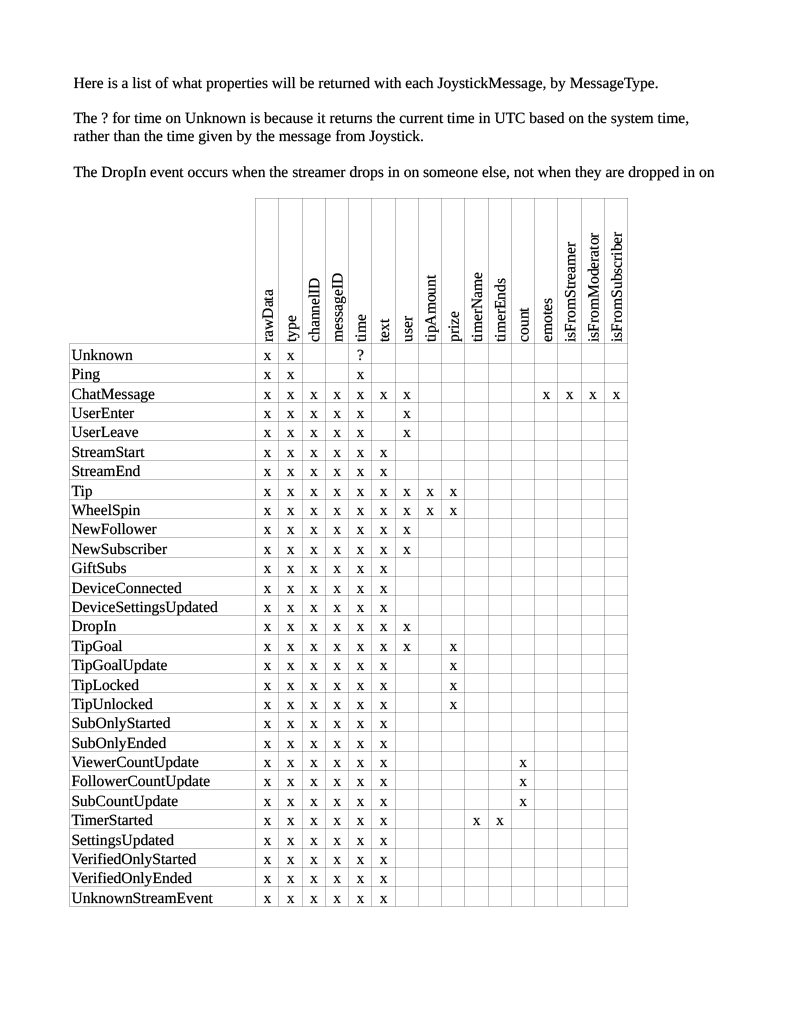 Here is a list of what properties will be returned with each JoystickMessage, by MessageType.
The ? for time on Unknown is because it returns the current time in UTC based on the system time,
rather than the time given by the message from Joystick.
The DropIn event occurs when the streamer drops in on someone else, not when they are dropped in on
rawData type channelID messageID time text user tipAmount prize timerName timerEnds count emotes isFromStreamer isFromModerator isFromSubscriber
Unknown x x ?
Ping x x x
ChatMessage x x x x x x x x x x x
UserEnter x x x x x x
UserLeave x x x x x x
StreamStart x x x x x x
StreamEnd x x x x x x
Tip x x x x x x x x x
WheelSpin x x x x x x x x x
NewFollower x x x x x x x
NewSubscriber x x x x x x x
GiftSubs x x x x x x
DeviceConnected x x x x x x
DeviceSettingsUpdated x x x x x x
DropIn x x x x x x x
TipGoal x x x x x x x x
TipGoalUpdate x x x x x x x
TipLocked x x x x x x x
TipUnlocked x x x x x x x
SubOnlyStarted x x x x x x
SubOnlyEnded x x x x x x
ViewerCountUpdate x x x x x x x
FollowerCountUpdate x x x x x x x
SubCountUpdate x x x x x x x
TimerStarted x x x x x x x x
SettingsUpdated x x x x x x
VerifiedOnlyStarted x x x x x x
VerifiedOnlyEnded x x x x x x
UnknownStreamEvent x x x x x x